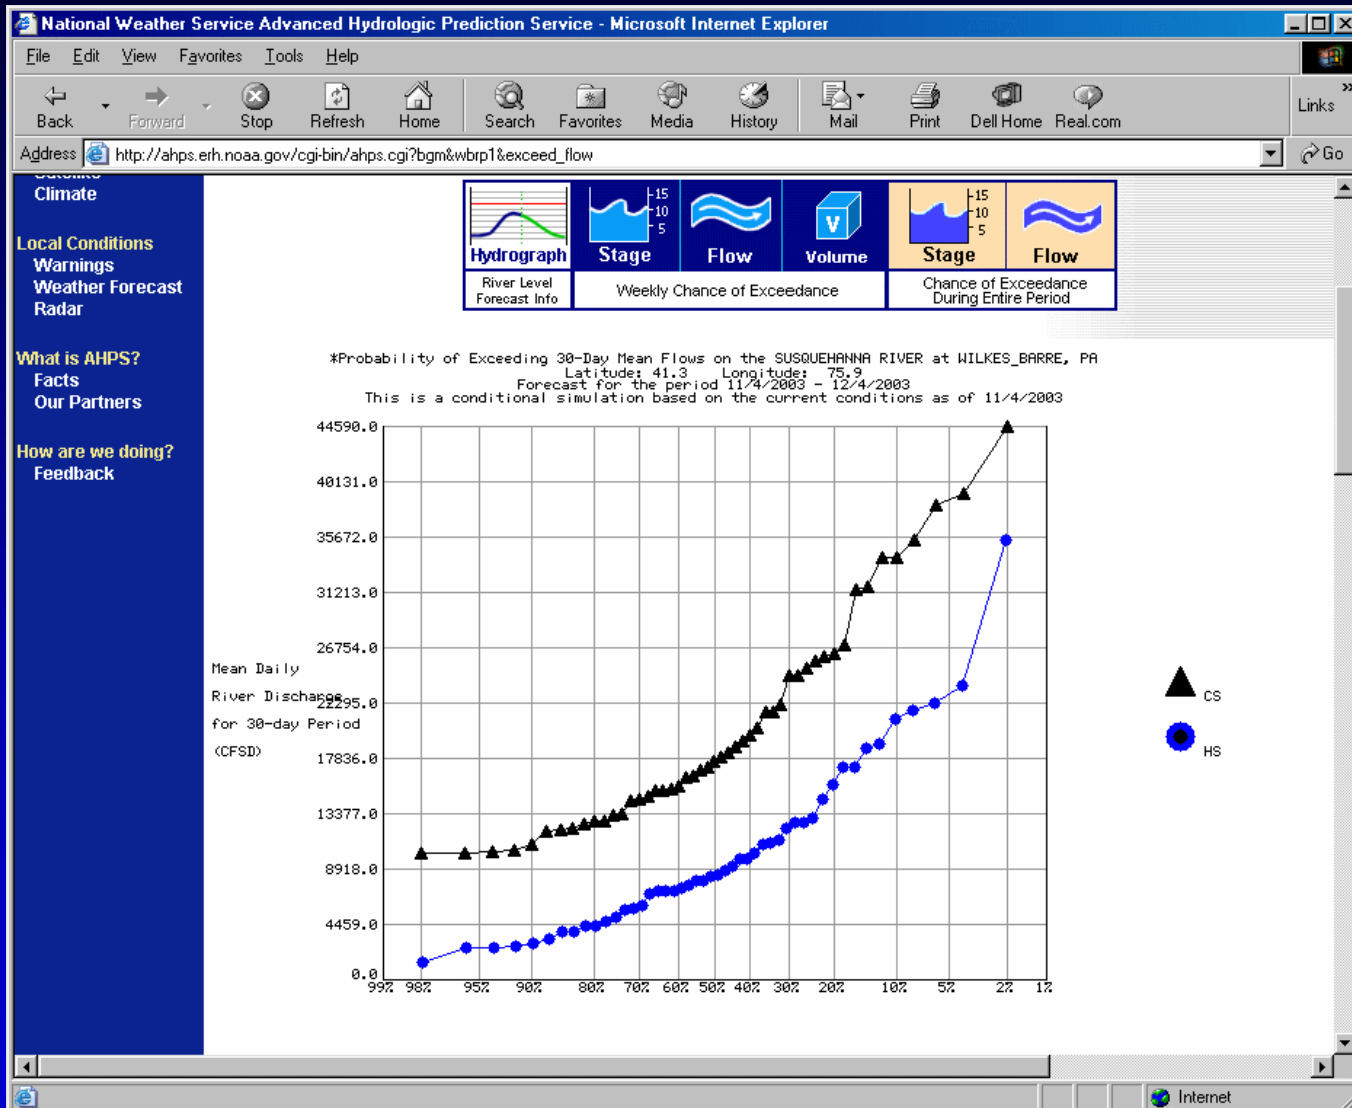 National Weather Service Advanced Hydrologic Prediction Service - Microsoft Internet Explorer
File Edit View Favorites Tools Help
Back Forward Stop Refresh Home Search Favorites Media History Mail Print Dell Home Real.com Links »
Address http://ahps.erh.noaa.gov/cgi-bin/ahps.cgi?bgm&wbrp1&exceed_flow Go
Satellite
Climate
Local Conditions
Warnings
Weather Forecast
Radar
What is AHPS?
Facts
Our Partners
How are we doing?
Feedback
15 15
10 10
5 5
V
Hydrograph Stage Flow Volume Stage Flow
River Level
Forecast Info
Weekly Chance of Exceedance
Chance of Exceedance
During Entire Period
*Probability of Exceeding 30-Day Mean Flows on the SUSQUEHANNA RIVER at WILKES_BARRE, PA
Latitude: 41.3 Longitude: 75.9
Forecast for the period 11/4/2003 - 12/4/2003
This is a conditional simulation based on the current conditions as of 11/4/2003
44590.0
40131.0
35672.0
31213.0
26754.0
22295.0
17836.0
13377.0
8918.0
4459.0
0.0
Mean Daily
River Discharge
for 30-day Period
(CFSD)
99% 98% 95% 90% 80% 70% 60% 50% 40% 30% 20% 10% 5% 2% 1%
CS
HS
Internet